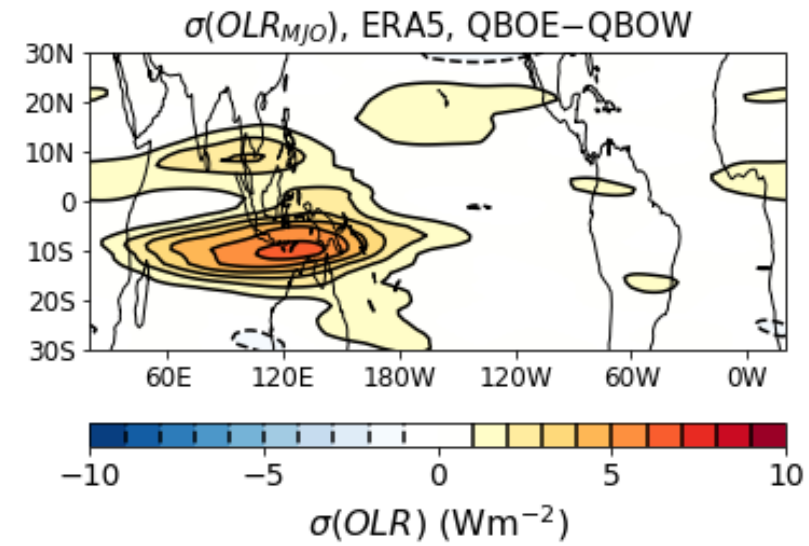 σ(OLR_MJO), ERA5, QBOE−QBOW
30N
20N
10N
0
10S
20S
30S
60E 120E 180W 120W 60W 0W
−10 −5 0 5 10
σ(OLR) (Wm⁻²)